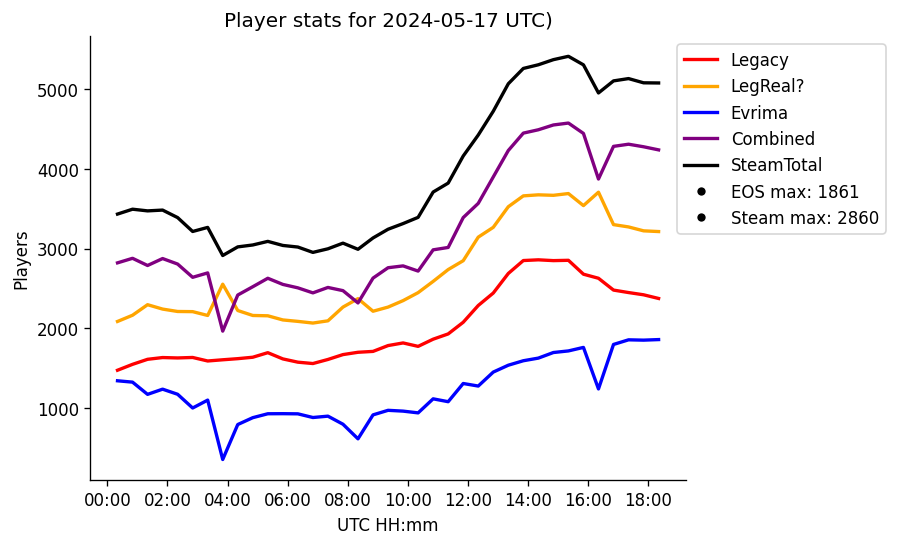 Player stats for 2024-05-17 UTC)
Legacy
LegReal?
Evrima
Combined
SteamTotal
EOS max: 1861
Steam max: 2860
Players
5000
4000
3000
2000
1000
00:00 02:00 04:00 06:00 08:00 10:00 12:00 14:00 16:00 18:00
UTC HH:mm